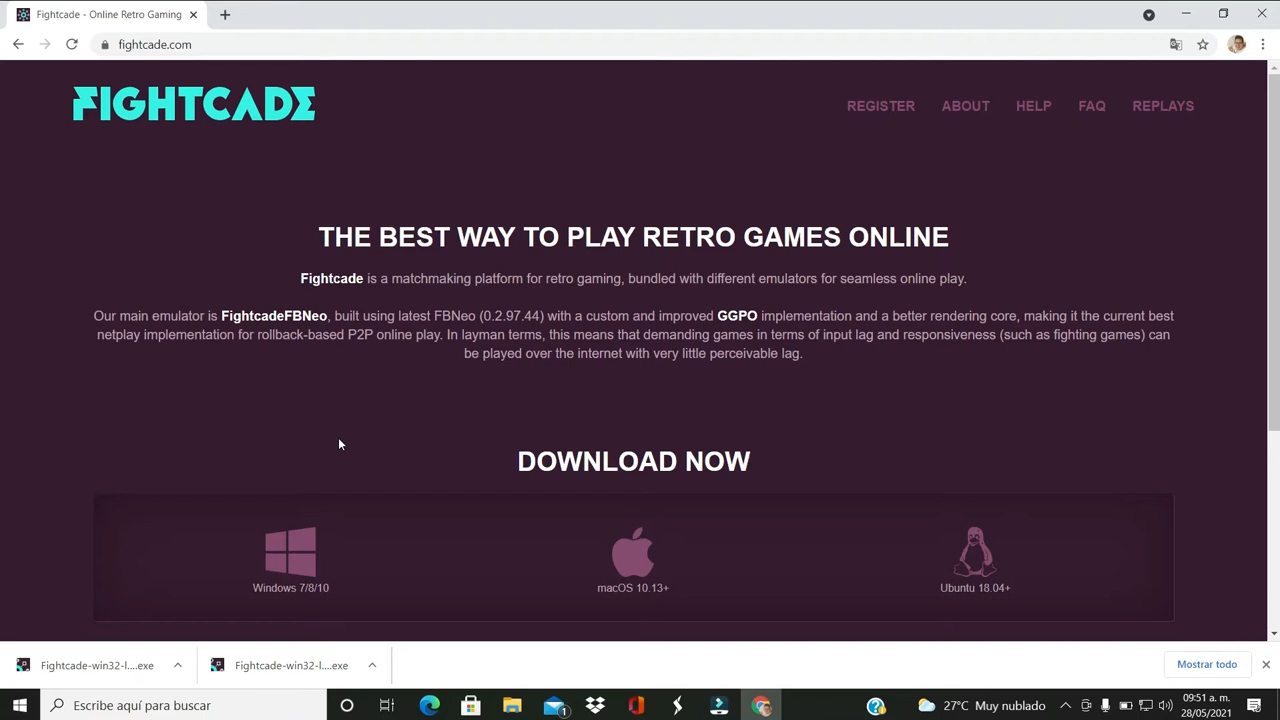 Fightcade - Online Retro Gaming
fightcade.com
FIGHTCADE
REGISTER ABOUT HELP FAQ REPLAYS
THE BEST WAY TO PLAY RETRO GAMES ONLINE
Fightcade is a matchmaking platform for retro gaming, bundled with different emulators for seamless online play.
Our main emulator is FightcadeFBNeo, built using latest FBNeo (0.2.97.44) with a custom and improved GGPO implementation and a better rendering core, making it the current best
netplay implementation for rollback-based P2P online play. In layman terms, this means that demanding games in terms of input lag and responsiveness (such as fighting games) can
be played over the internet with very little perceivable lag.
DOWNLOAD NOW
Windows 7/8/10 macOS 10.13+ Ubuntu 18.04+
Fightcade-win32-l....exe Fightcade-win32-l....exe Mostrar todo
Escribe aquí para buscar 1 27°C Muy nublado 09:51 a. m.
28/05/2021